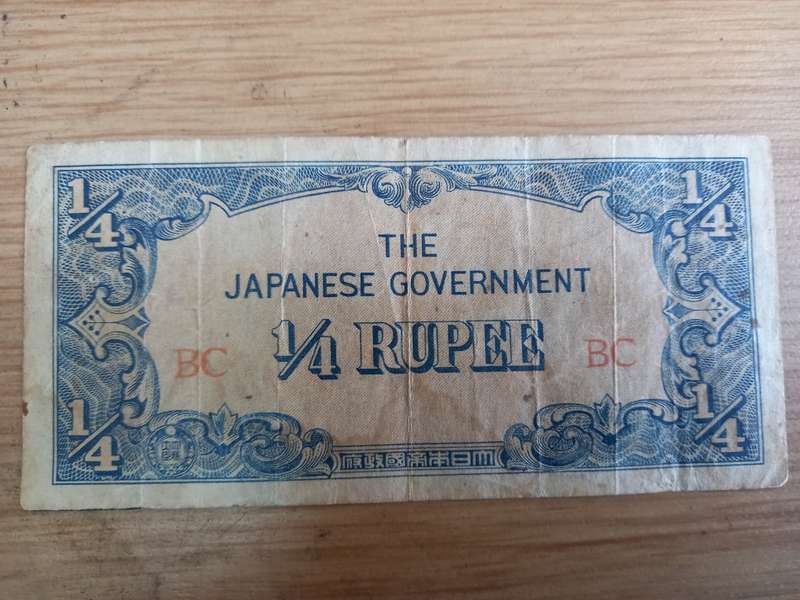 1/4 1/4
THE
JAPANESE GOVERNMENT
BC 1/4 RUPEE BC
1/4 1/4
府政國帝本日大